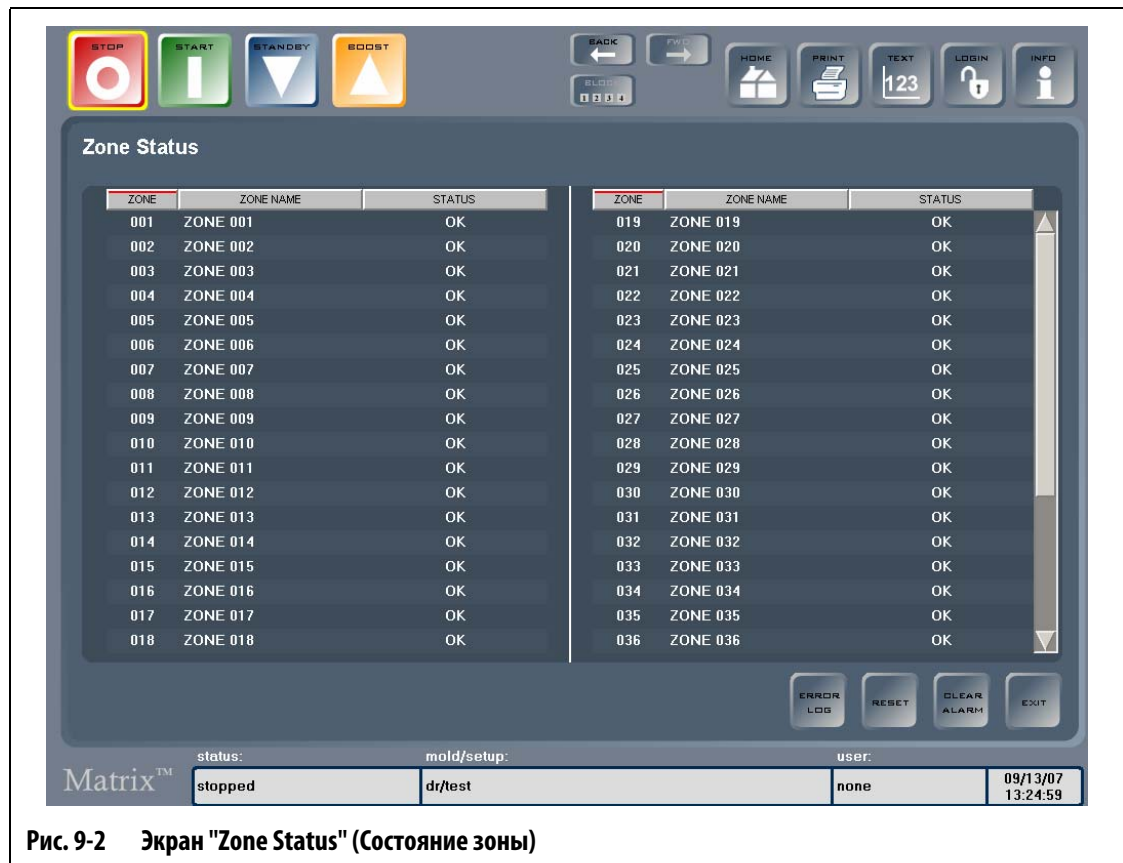 STOP START STANDBY BOOST BACK FWD HOME PRINT TEXT LOGIN INFO
BLOCK
1 2 3 4
123
Zone Status
ZONE ZONE NAME STATUS ZONE ZONE NAME STATUS
001 ZONE 001 OK 019 ZONE 019 OK
002 ZONE 002 OK 020 ZONE 020 OK
003 ZONE 003 OK 021 ZONE 021 OK
004 ZONE 004 OK 022 ZONE 022 OK
005 ZONE 005 OK 023 ZONE 023 OK
006 ZONE 006 OK 024 ZONE 024 OK
007 ZONE 007 OK 025 ZONE 025 OK
008 ZONE 008 OK 026 ZONE 026 OK
009 ZONE 009 OK 027 ZONE 027 OK
010 ZONE 010 OK 028 ZONE 028 OK
011 ZONE 011 OK 029 ZONE 029 OK
012 ZONE 012 OK 030 ZONE 030 OK
013 ZONE 013 OK 031 ZONE 031 OK
014 ZONE 014 OK 032 ZONE 032 OK
015 ZONE 015 OK 033 ZONE 033 OK
016 ZONE 016 OK 034 ZONE 034 OK
017 ZONE 017 OK 035 ZONE 035 OK
018 ZONE 018 OK 036 ZONE 036 OK
ERROR LOG RESET CLEAR ALARM EXIT
status: mold/setup: user:
Matrix™ stopped dr/test none 09/13/07
13:24:59
Рис. 9-2 Экран "Zone Status" (Состояние зоны)